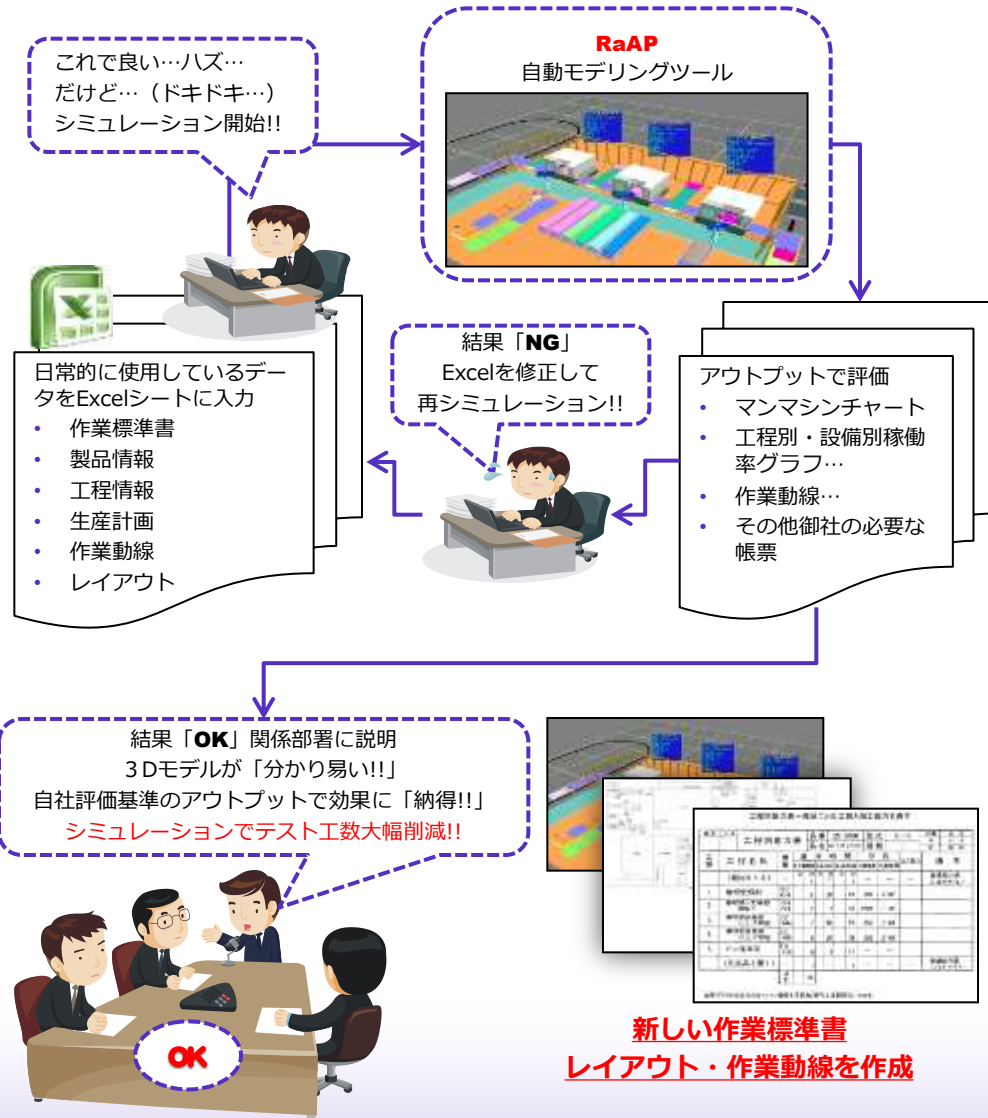 これで良い…ハズ…
だけど…（ドキドキ…）
シミュレーション開始!!
RaAP
自動モデリングツール
日常的に使用しているデー
タをExcelシートに入力
• 作業標準書
• 製品情報
• 工程情報
• 生産計画
• 作業動線
• レイアウト
結果「NG」
Excelを修正して
再シミュレーション!!
アウトプットで評価
• マンマシンチャート
• 工程別・設備別稼働
率グラフ…
• 作業動線…
• その他御社の必要な
帳票
結果「OK」関係部署に説明
３Dモデルが「分かり易い!!」
自社評価基準のアウトプットで効果に「納得!!」
シミュレーションでテスト工数大幅削減!!
OK
新しい作業標準書
レイアウト・作業動線を作成